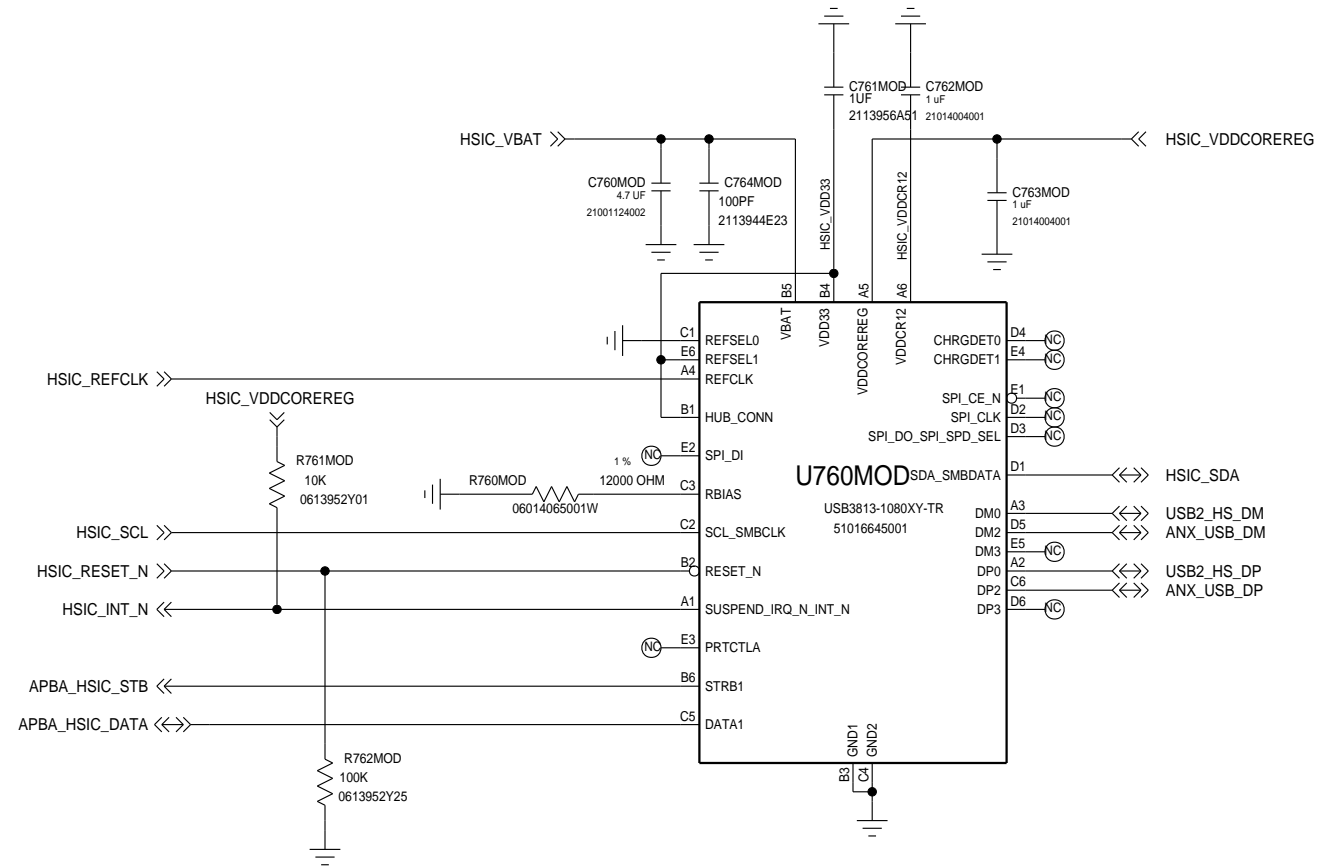 C761MOD
1UF
2113956A51
C762MOD
1 uF
21014004001
HSIC_VBAT
HSIC_VDDCOREREG
C760MOD
4.7 UF
21001124002
C764MOD
100PF
2113944E23
HSIC_VDD33
HSIC_VDDCR12
C763MOD
1 uF
21014004001
B5
B4
A5
A6
VBAT
VDD33
VDDCOREREG
VDDCR12
C1
REFSEL0
E6
REFSEL1
HSIC_REFCLK
A4
REFCLK
HSIC_VDDCOREREG
B1
HUB_CONN
R761MOD
10K
0613952Y01
NC
E2
SPI_DI
R760MOD
1 %
12000 OHM
06014065001W
C3
RBIAS
HSIC_SCL
C2
SCL_SMBCLK
HSIC_RESET_N
B2
RESET_N
HSIC_INT_N
A1
SUSPEND_IRQ_N_INT_N
NC
E3
PRTCTLA
APBA_HSIC_STB
B6
STRB1
APBA_HSIC_DATA
C5
DATA1
R762MOD
100K
0613952Y25
U760MOD
USB3813-1080XY-TR
51016645001
CHRGDET0
D4
NC
CHRGDET1
E4
NC
SPI_CE_N
E1
NC
SPI_CLK
D2
NC
SPI_DO_SPI_SPD_SEL
D3
NC
SDA_SMBDATA
D1
HSIC_SDA
DM0
A3
USB2_HS_DM
DM2
D5
ANX_USB_DM
DM3
E5
NC
DP0
A2
USB2_HS_DP
DP2
C6
ANX_USB_DP
DP3
D6
NC
GND1
GND2
B3
C4